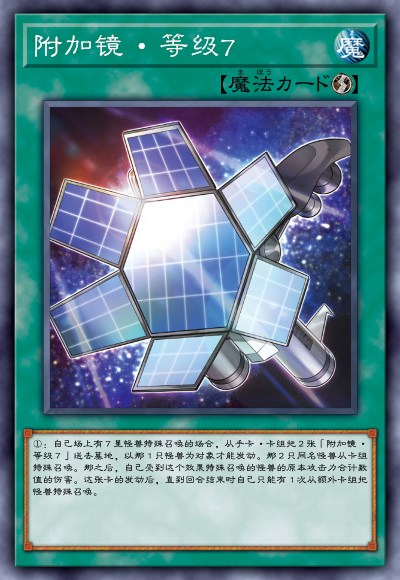 附加镜·等级7
魔
【魔法カード】
まほう
①：自己场上有7星怪兽特殊召唤的场合，从手卡·卡组把2张「附加镜·
等级7」送去墓地，以那1只怪兽为对象才能发动。那2只同名怪兽从卡组
特殊召唤。那之后，自己受到这个效果特殊召唤的怪兽的原本攻击力合计数
值的伤害。这张卡的发动后，直到回合结束时自己只能有1次从额外卡组把
怪兽特殊召唤。